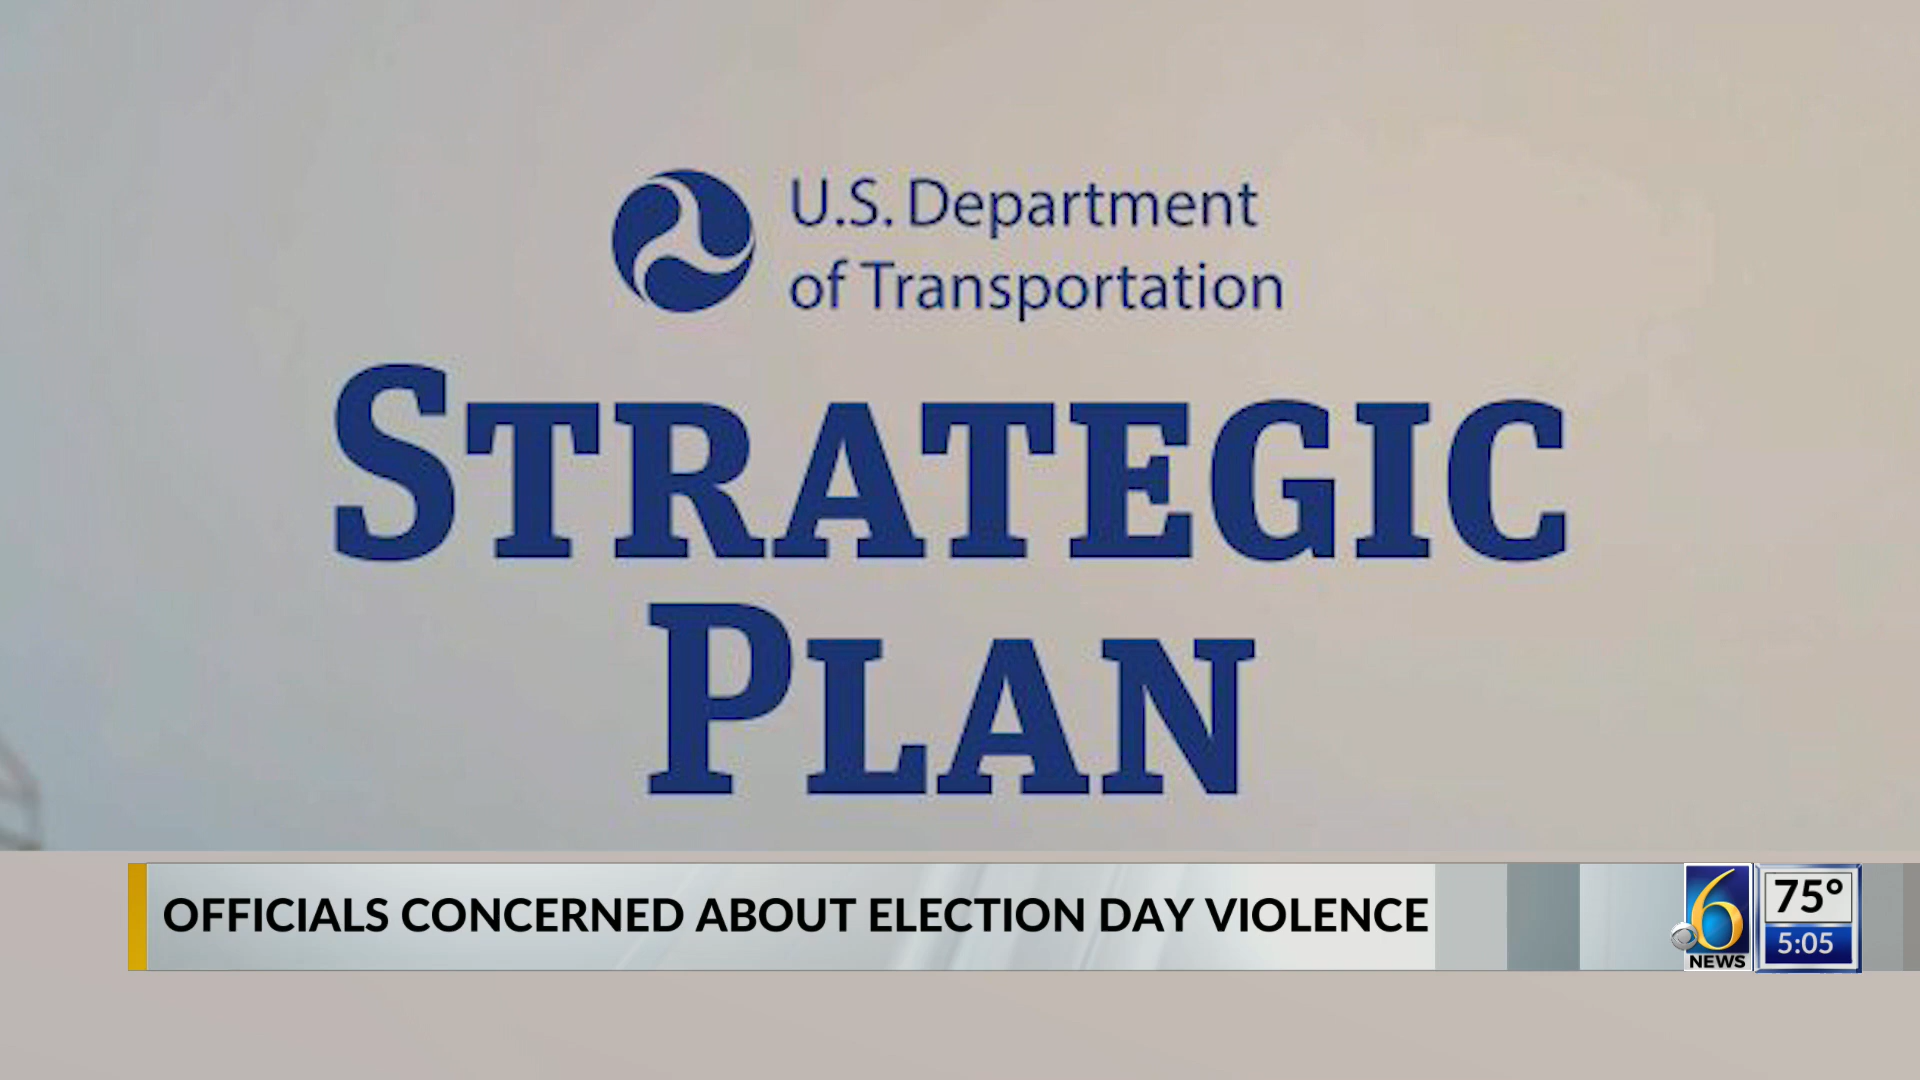 U.S. Department
of Transportation
STRATEGIC
PLAN
OFFICIALS CONCERNED ABOUT ELECTION DAY VIOLENCE
6
NEWS
75°
5:05